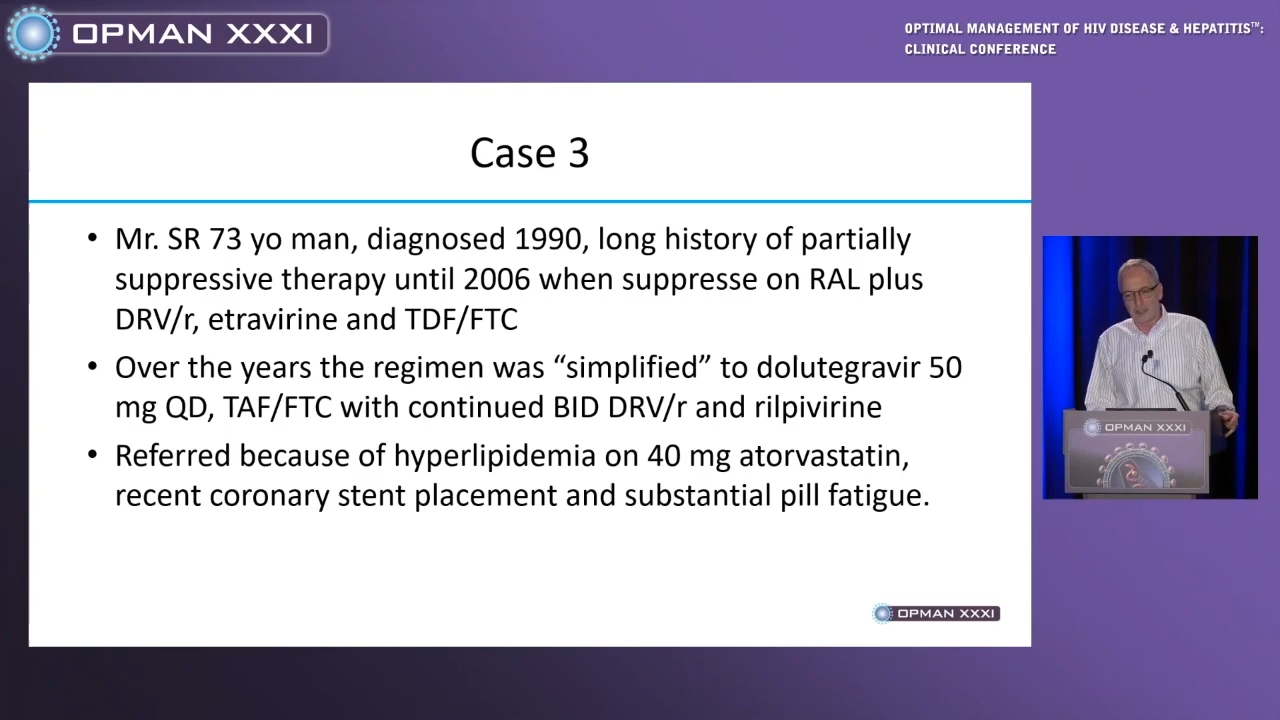 OPMAN XXXI
OPTIMAL MANAGEMENT OF HIV DISEASE & HEPATITIS™:
CLINICAL CONFERENCE
Case 3
• Mr. SR 73 yo man, diagnosed 1990, long history of partially
suppressive therapy until 2006 when suppresse on RAL plus
DRV/r, etravirine and TDF/FTC
• Over the years the regimen was “simplified” to dolutegravir 50
mg QD, TAF/FTC with continued BID DRV/r and rilpivirine
• Referred because of hyperlipidemia on 40 mg atorvastatin,
recent coronary stent placement and substantial pill fatigue.
OPMAN XXXI
OPMAN XXXI